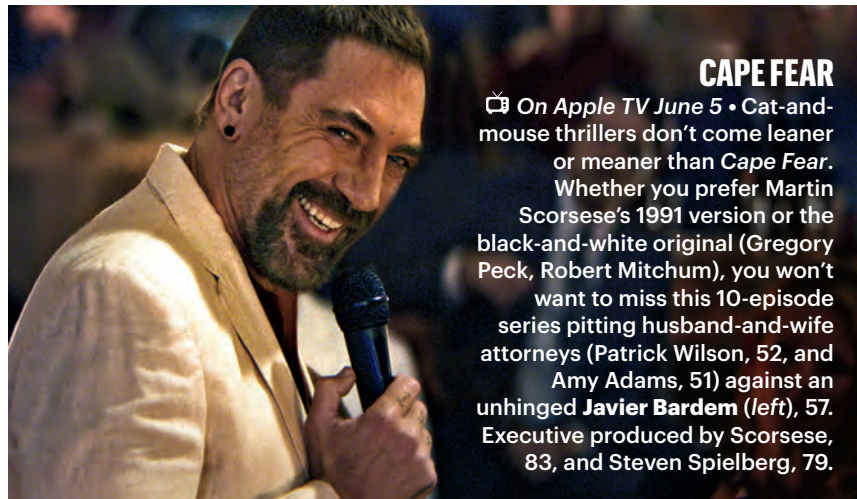 CAPE FEAR
On Apple TV June 5 • Cat-and-
mouse thrillers don't come leaner
or meaner than Cape Fear.
Whether you prefer Martin
Scorsese's 1991 version or the
black-and-white original (Gregory
Peck, Robert Mitchum), you won't
want to miss this 10-episode
series pitting husband-and-wife
attorneys (Patrick Wilson, 52, and
Amy Adams, 51) against an
unhinged Javier Bardem (left), 57.
Executive produced by Scorsese,
83, and Steven Spielberg, 79.